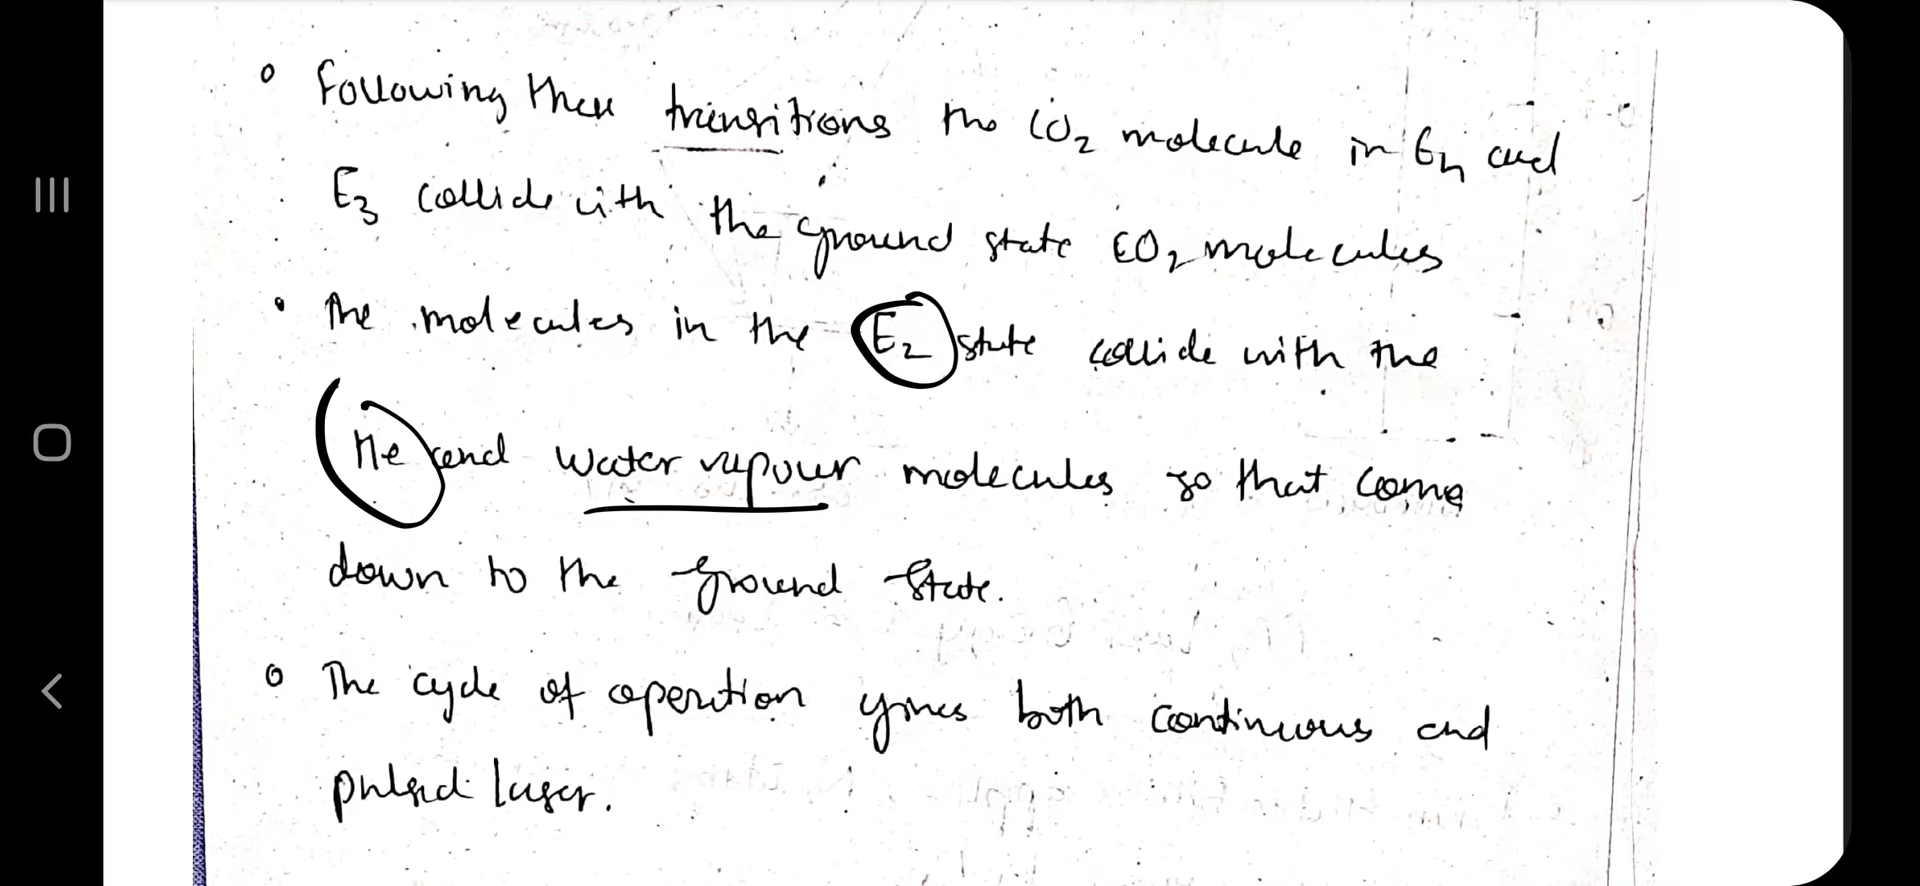 Following these transitions the CO₂ molecule in E₄ and
E₃ collide with the ground state CO₂ molecules
The molecules in the E₂ state collide with the
He and water vapour molecules so that come
down to the ground state.
The cycle of operation gives both continuous and
pulsed laser.